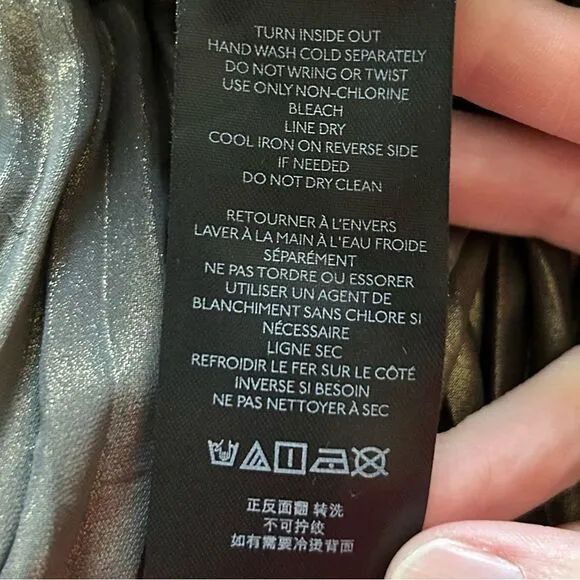 TURN INSIDE OUT
HAND WASH COLD SEPARATELY
DO NOT WRING OR TWIST
USE ONLY NON-CHLORINE
BLEACH
LINE DRY
COOL IRON ON REVERSE SIDE
IF NEEDED
DO NOT DRY CLEAN
RETOURNER À L'ENVERS
LAVER À LA MAIN À L'EAU FROIDE
SÉPARÉMENT
NE PAS TORDRE OU ESSORER
UTILISER UN AGENT DE
BLANCHIMENT SANS CHLORE SI
NÉCESSAIRE
LIGNE SEC
REFROIDIR LE FER SUR LE CÔTÉ
INVERSE SI BESOIN
NE PAS NETTOYER À SEC
正反面翻 转洗
不可拧绞
如有需要冷烫背面